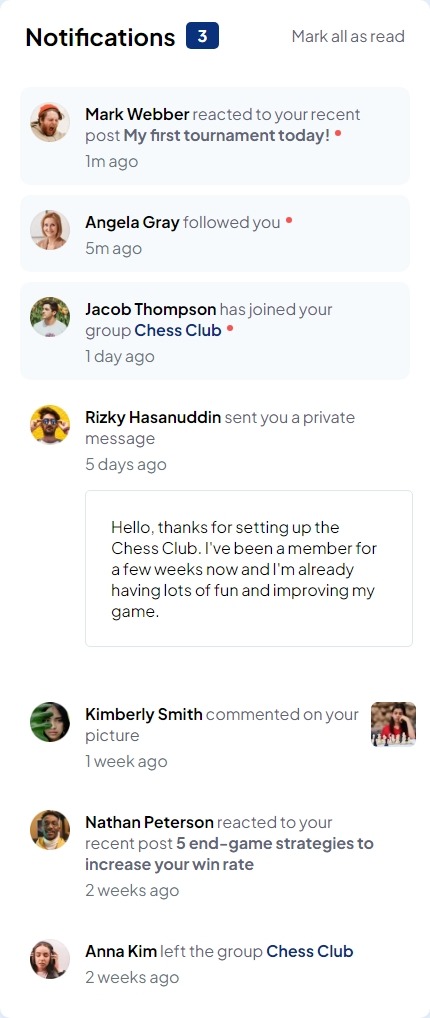 Notifications 3 Mark all as read
Mark Webber reacted to your recent
post My first tournament today!
1m ago
Angela Gray followed you
5m ago
Jacob Thompson has joined your
group Chess Club
1 day ago
Rizky Hasanuddin sent you a private
message
5 days ago
Hello, thanks for setting up the
Chess Club. I've been a member for
a few weeks now and I'm already
having lots of fun and improving my
game.
Kimberly Smith commented on your
picture
1 week ago
Nathan Peterson reacted to your
recent post 5 end-game strategies to
increase your win rate
2 weeks ago
Anna Kim left the group Chess Club
2 weeks ago